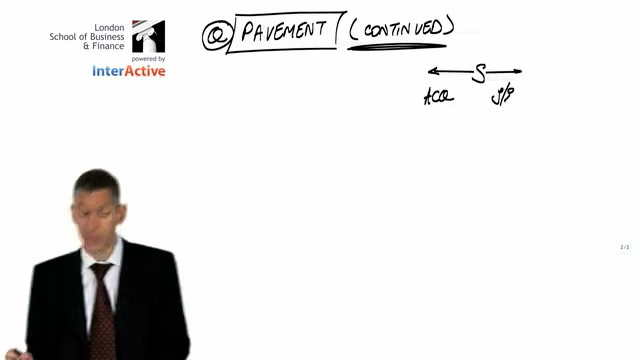 London
School of Business
& Finance
powered by
InterActive
Q PAVEMENT (CONTINUED)
S
ACQ
2/2